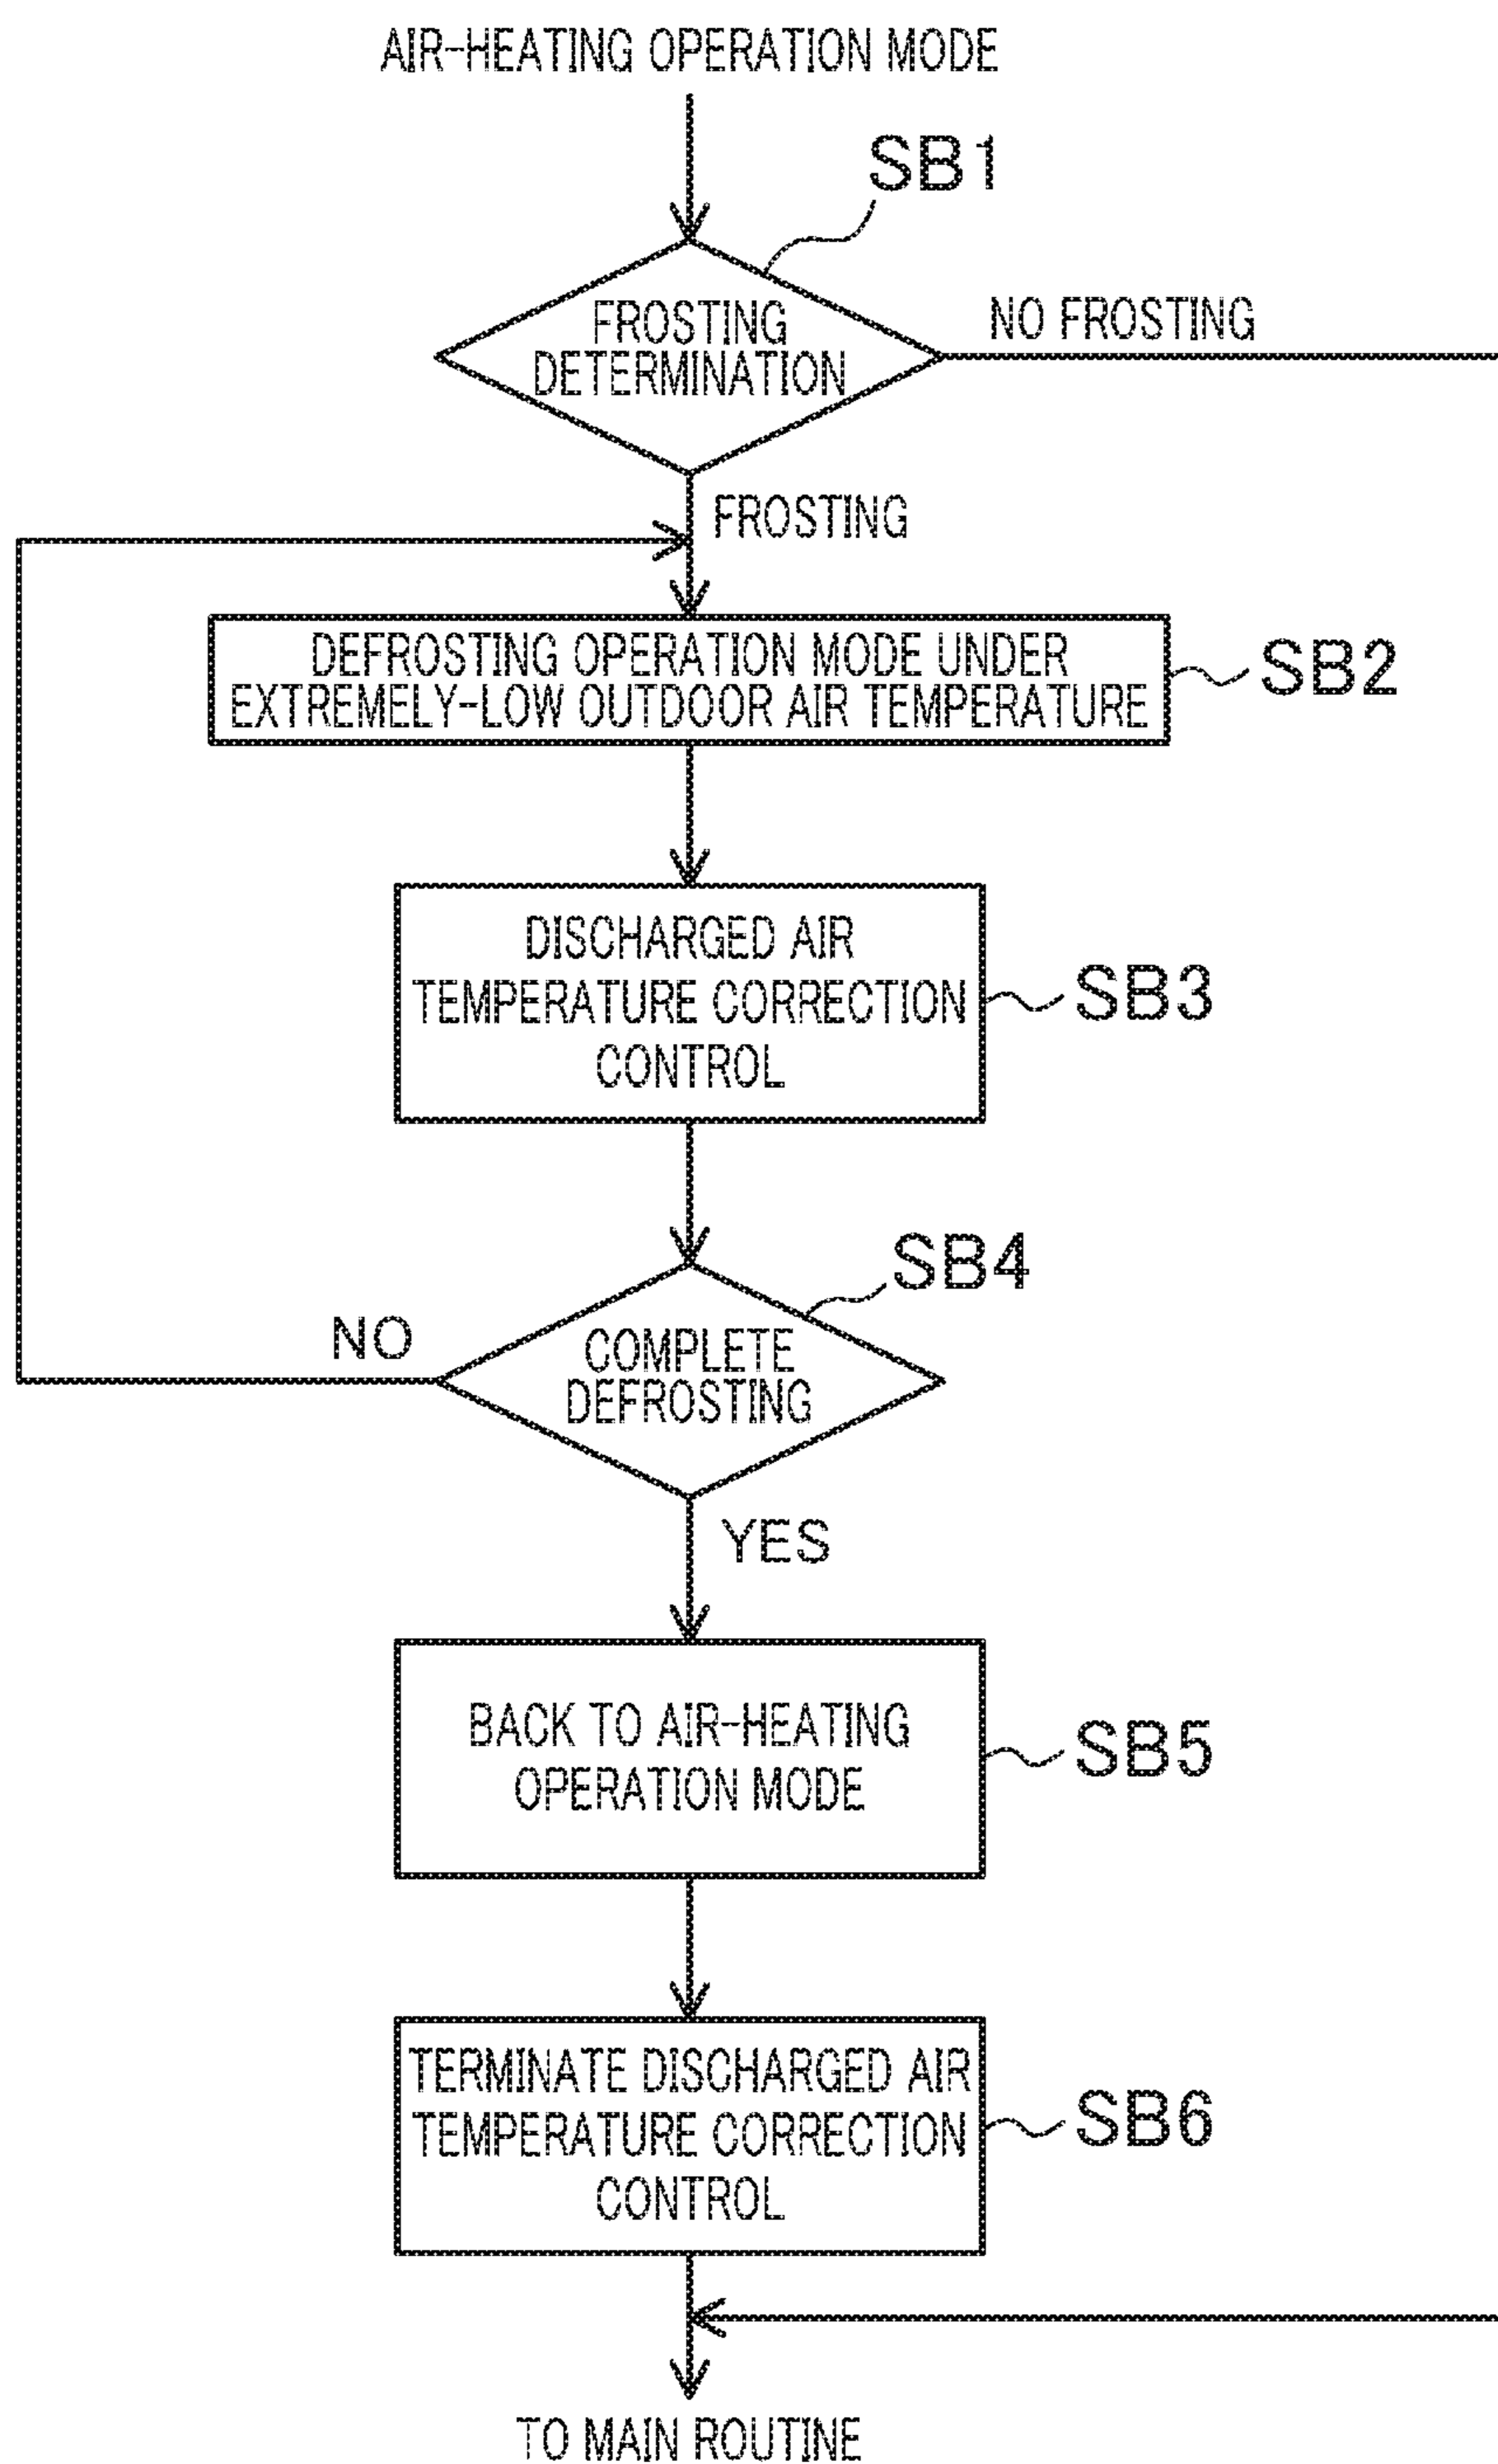 AIR-HEATING OPERATION MODE
SB1
FROSTING
DETERMINATION
NO FROSTING
FROSTING
DEFROSTING OPERATION MODE UNDER
EXTREMELY-LOW OUTDOOR AIR TEMPERATURE
SB2
DISCHARGED AIR
TEMPERATURE CORRECTION
CONTROL
SB3
SB4
NO
COMPLETE
DEFROSTING
YES
BACK TO AIR-HEATING
OPERATION MODE
SB5
TERMINATE DISCHARGED AIR
TEMPERATURE CORRECTION
CONTROL
SB6
TO MAIN ROUTINE